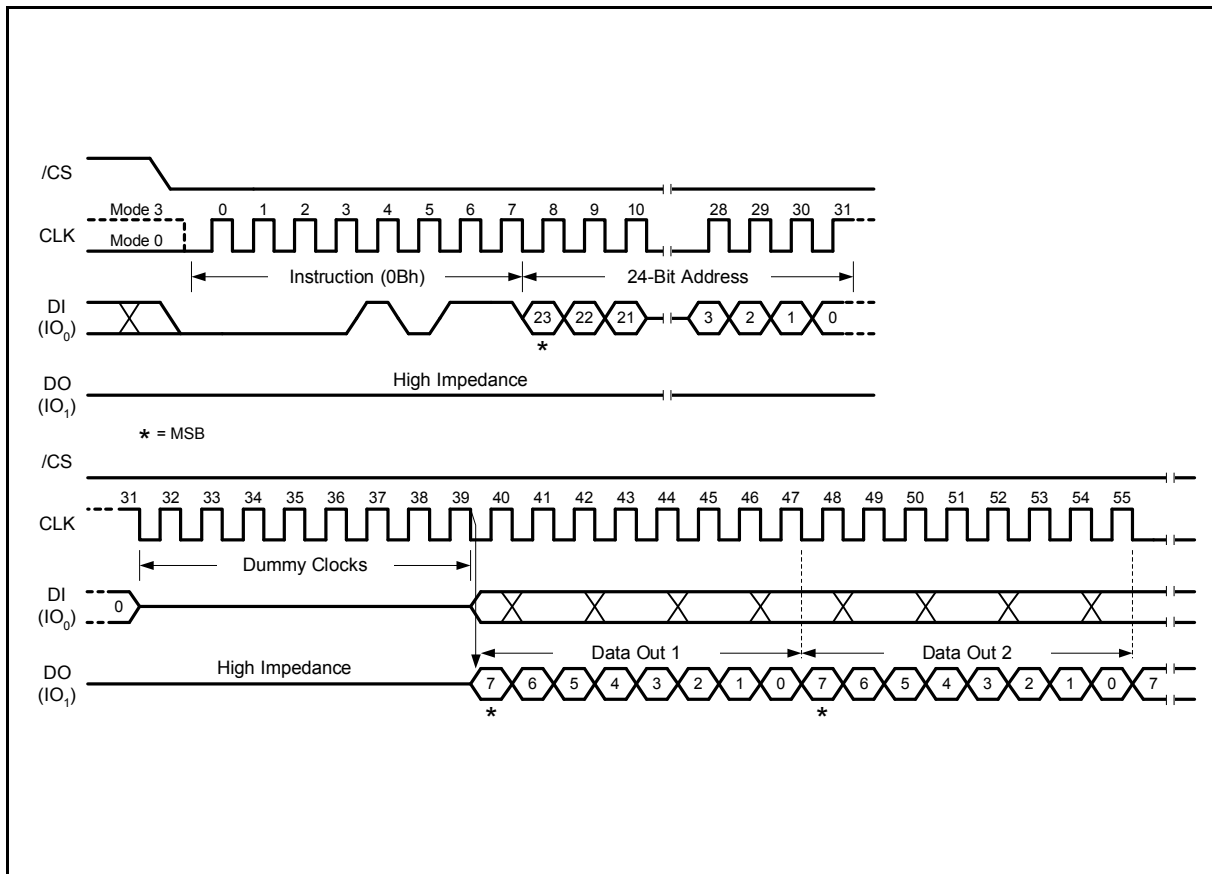 /CS
Mode 3 0 1 2 3 4 5 6 7 8 9 10 28 29 30 31
CLK
Mode 0
Instruction (0Bh) 24-Bit Address
DI
(IO0)
23 22 21 3 2 1 0
*
High Impedance
DO
(IO1)
* = MSB
/CS
31 32 33 34 35 36 37 38 39 40 41 42 43 44 45 46 47 48 49 50 51 52 53 54 55
CLK
Dummy Clocks
DI
(IO0)
0
Data Out 1 Data Out 2
High Impedance
DO
(IO1)
7 6 5 4 3 2 1 0 7 6 5 4 3 2 1 0 7
* *